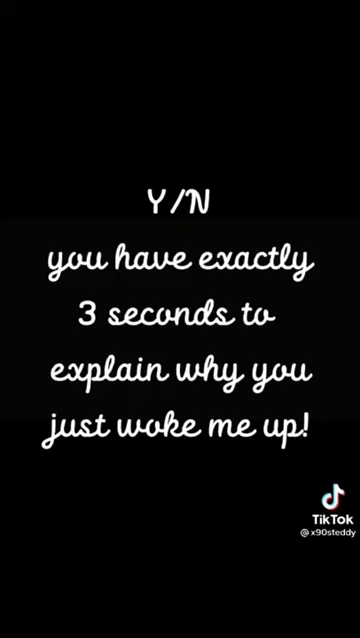 Y/N
you have exactly
3 seconds to
explain why you
just woke me up!
TikTok
@x90steddy